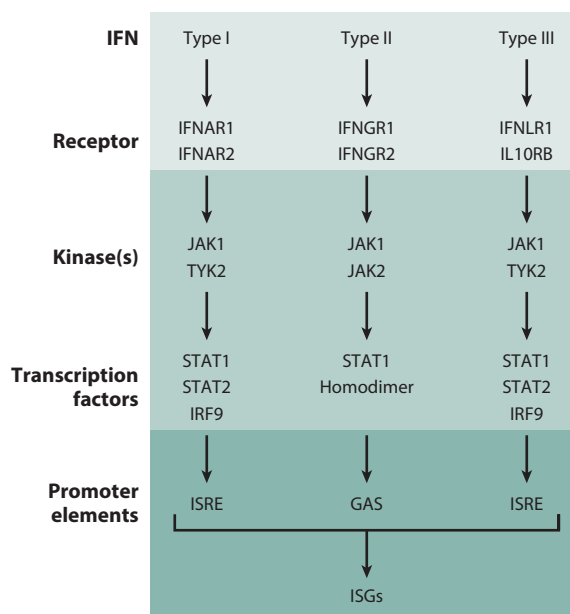 IFN Type I Type II Type III
Receptor
IFNAR1 IFNGR1 IFNLR1
IFNAR2 IFNGR2 IL10RB
Kinase(s)
JAK1 JAK1 JAK1
TYK2 JAK2 TYK2
Transcription
factors
STAT1 STAT1 STAT1
STAT2 Homodimer STAT2
IRF9 IRF9
Promoter
elements
ISRE GAS ISRE
ISGs